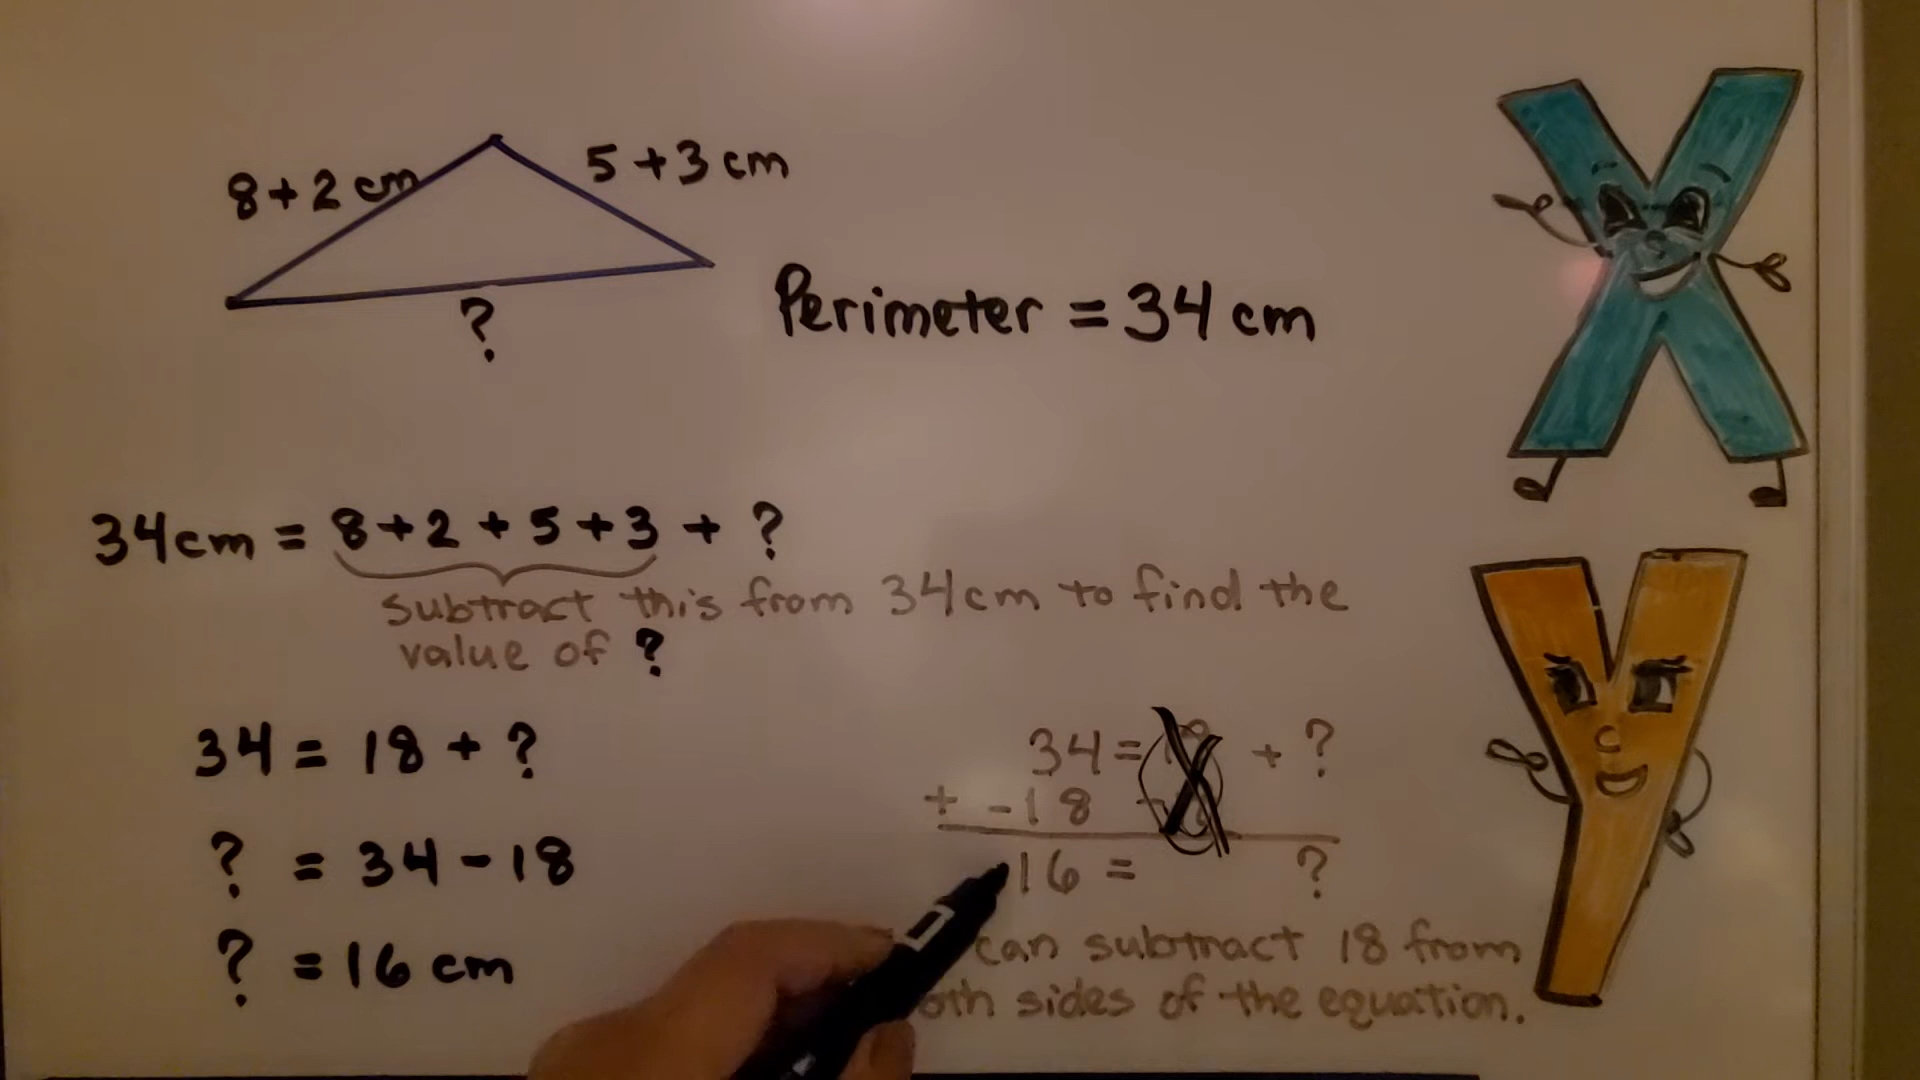 8+2 cm
5+3 cm
?
Perimeter = 34 cm
34cm = 8+2 + 5+3 + ?
subtract this from 34cm to find the
value of ?
34 = 18 + ?
? = 34-18
? = 16 cm
34= + ?
+ -18
16 = ?
can subtract 18 from
sides of the equation.
X
Y